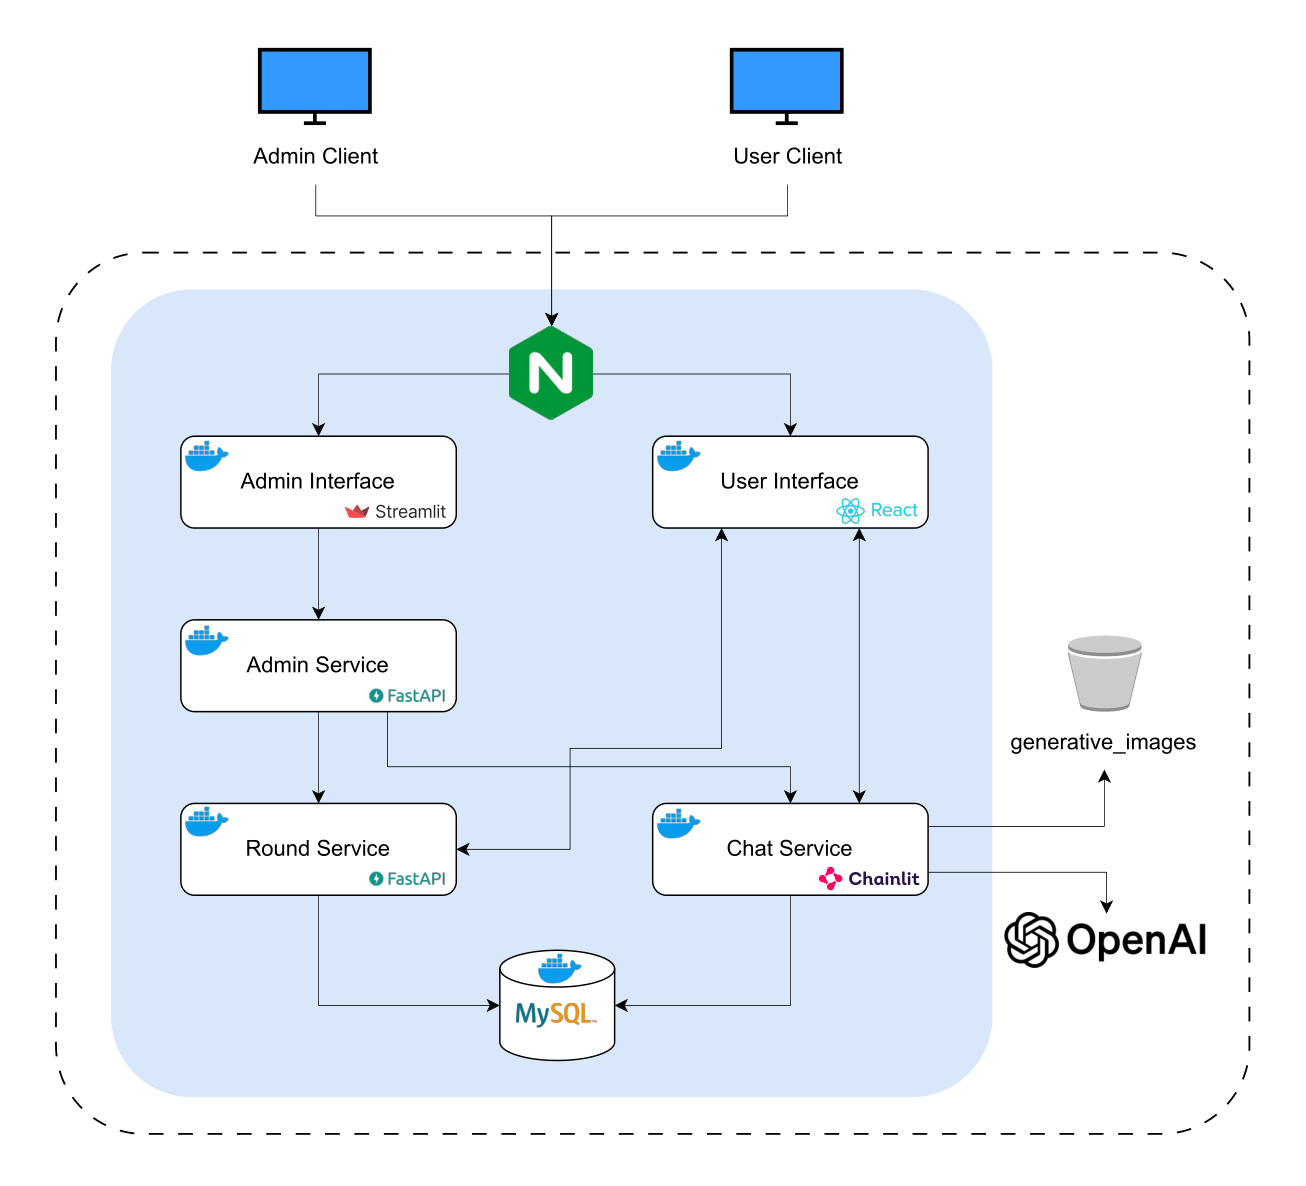 Admin Client
User Client
N
Admin Interface
Streamlit
User Interface
React
Admin Service
FastAPI
generative_images
Round Service
FastAPI
Chat Service
Chainlit
OpenAI
MySQL™